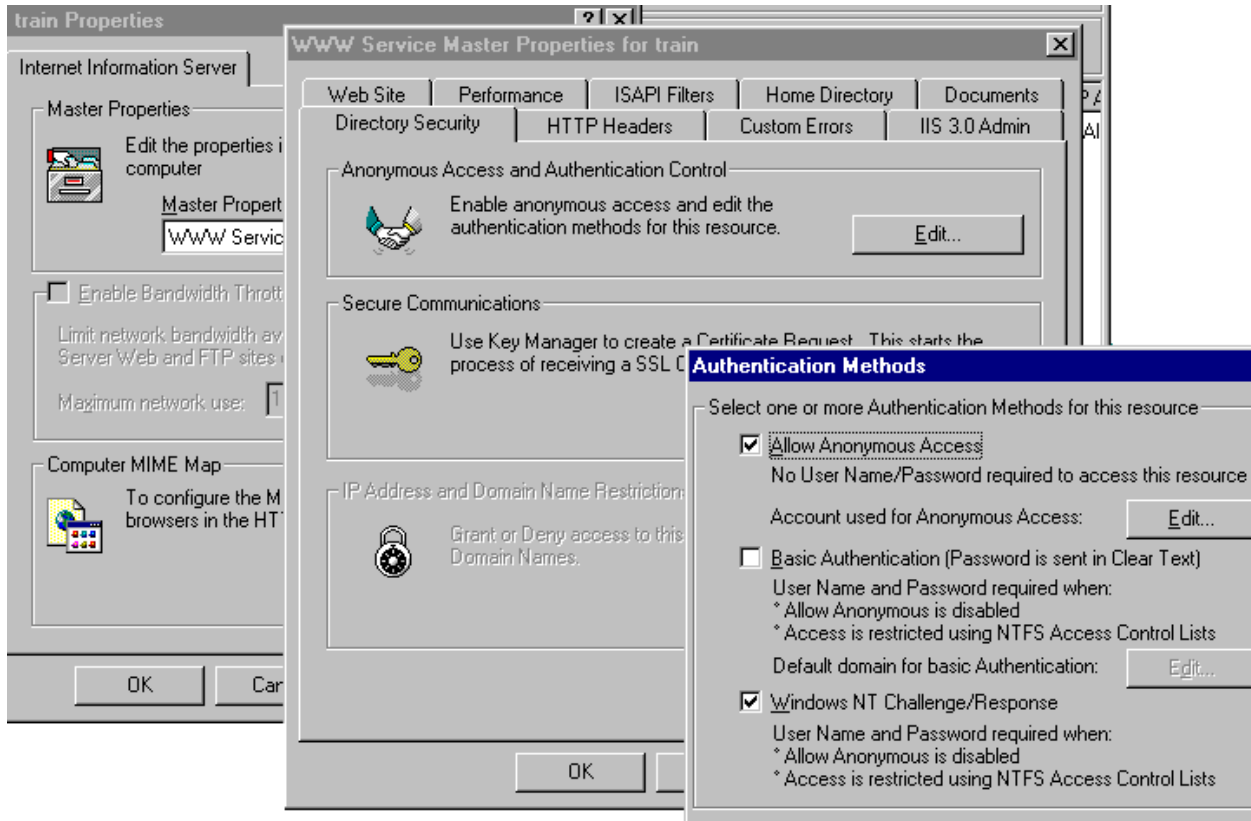 train Properties
Internet Information Server
Master Properties
Edit the properties i
computer
Master Propert
WWW Servic
Enable Bandwidth Thrott
Limit network bandwidth av
Server Web and FTP sites
Maximum network use:
1
Computer MIME Map
To configure the M
browsers in the HT
OK
Car
WWW Service Master Properties for train
Web Site
Performance
ISAPI Filters
Home Directory
Documents
Directory Security
HTTP Headers
Custom Errors
IIS 3.0 Admin
Anonymous Access and Authentication Control
Enable anonymous access and edit the
authentication methods for this resource.
Edit...
Secure Communications
Use Key Manager to create a Certificate Request. This starts the
process of receiving a SSL
IP Address and Domain Name Restriction
Grant or Deny access to this
Domain Names.
OK
Authentication Methods
Select one or more Authentication Methods for this resource
Allow Anonymous Access
No User Name/Password required to access this resource
Account used for Anonymous Access:
Edit...
Basic Authentication (Password is sent in Clear Text)
User Name and Password required when:
* Allow Anonymous is disabled
* Access is restricted using NTFS Access Control Lists
Default domain for basic Authentication:
Edit...
Windows NT Challenge/Response
User Name and Password required when:
* Allow Anonymous is disabled
* Access is restricted using NTFS Access Control Lists